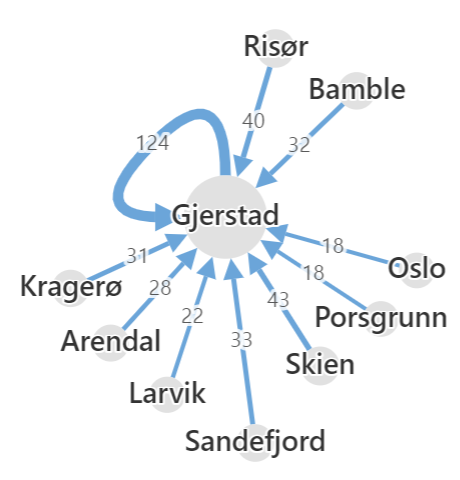 Risør
Bamble
40
124
32
Gjerstad
18
31
Oslo
18
Kragerø
28
43
22
Porsgrunn
33
Arendal
Skien
Larvik
Sandefjord